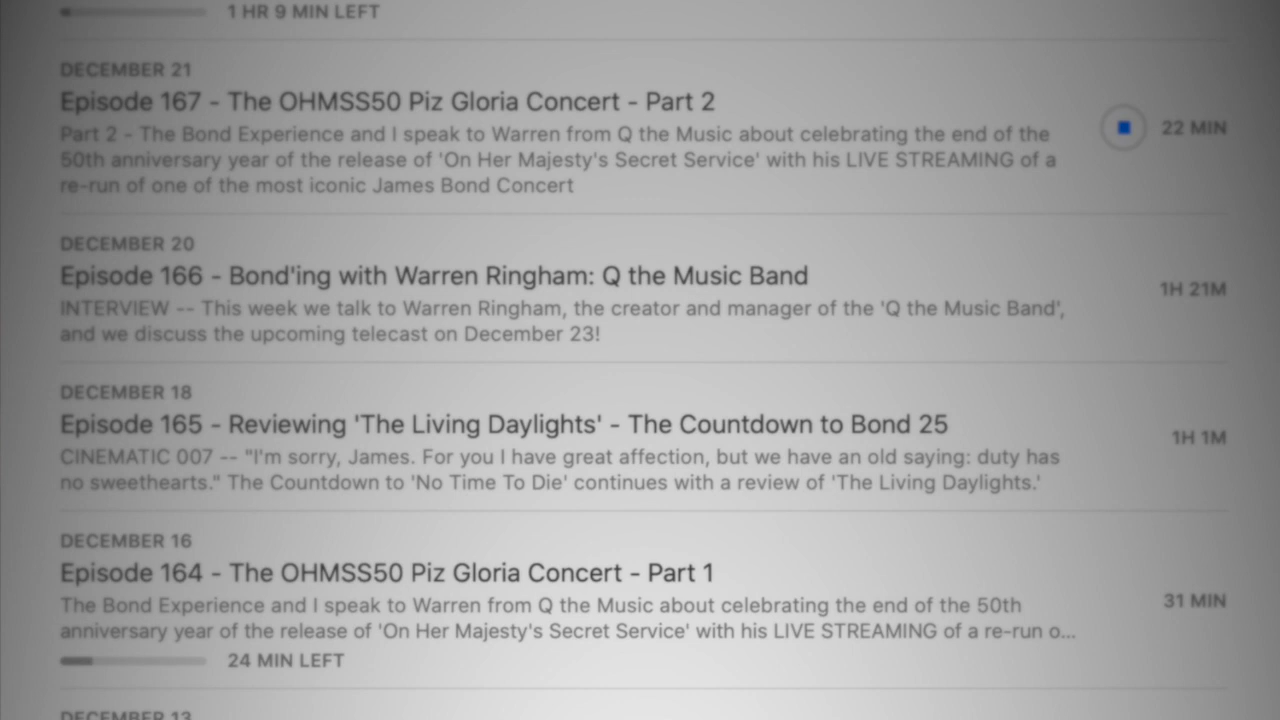 1 HR 9 MIN LEFT
DECEMBER 21
Episode 167 - The OHMSS50 Piz Gloria Concert - Part 2
Part 2 - The Bond Experience and I speak to Warren from Q the Music about celebrating the end of the
50th anniversary year of the release of 'On Her Majesty's Secret Service' with his LIVE STREAMING of a
re-run of one of the most iconic James Bond Concert
22 MIN
DECEMBER 20
Episode 166 - Bond'ing with Warren Ringham: Q the Music Band
INTERVIEW -- This week we talk to Warren Ringham, the creator and manager of the 'Q the Music Band',
and we discuss the upcoming telecast on December 23!
1H 21M
DECEMBER 18
Episode 165 - Reviewing 'The Living Daylights' - The Countdown to Bond 25
CINEMATIC 007 -- "I'm sorry, James. For you I have great affection, but we have an old saying: duty has
no sweethearts." The Countdown to 'No Time To Die' continues with a review of 'The Living Daylights.'
1H 1M
DECEMBER 16
Episode 164 - The OHMSS50 Piz Gloria Concert - Part 1
The Bond Experience and I speak to Warren from Q the Music about celebrating the end of the 50th
anniversary year of the release of 'On Her Majesty's Secret Service' with his LIVE STREAMING of a re-run o...
31 MIN
24 MIN LEFT
DECEMBER 13